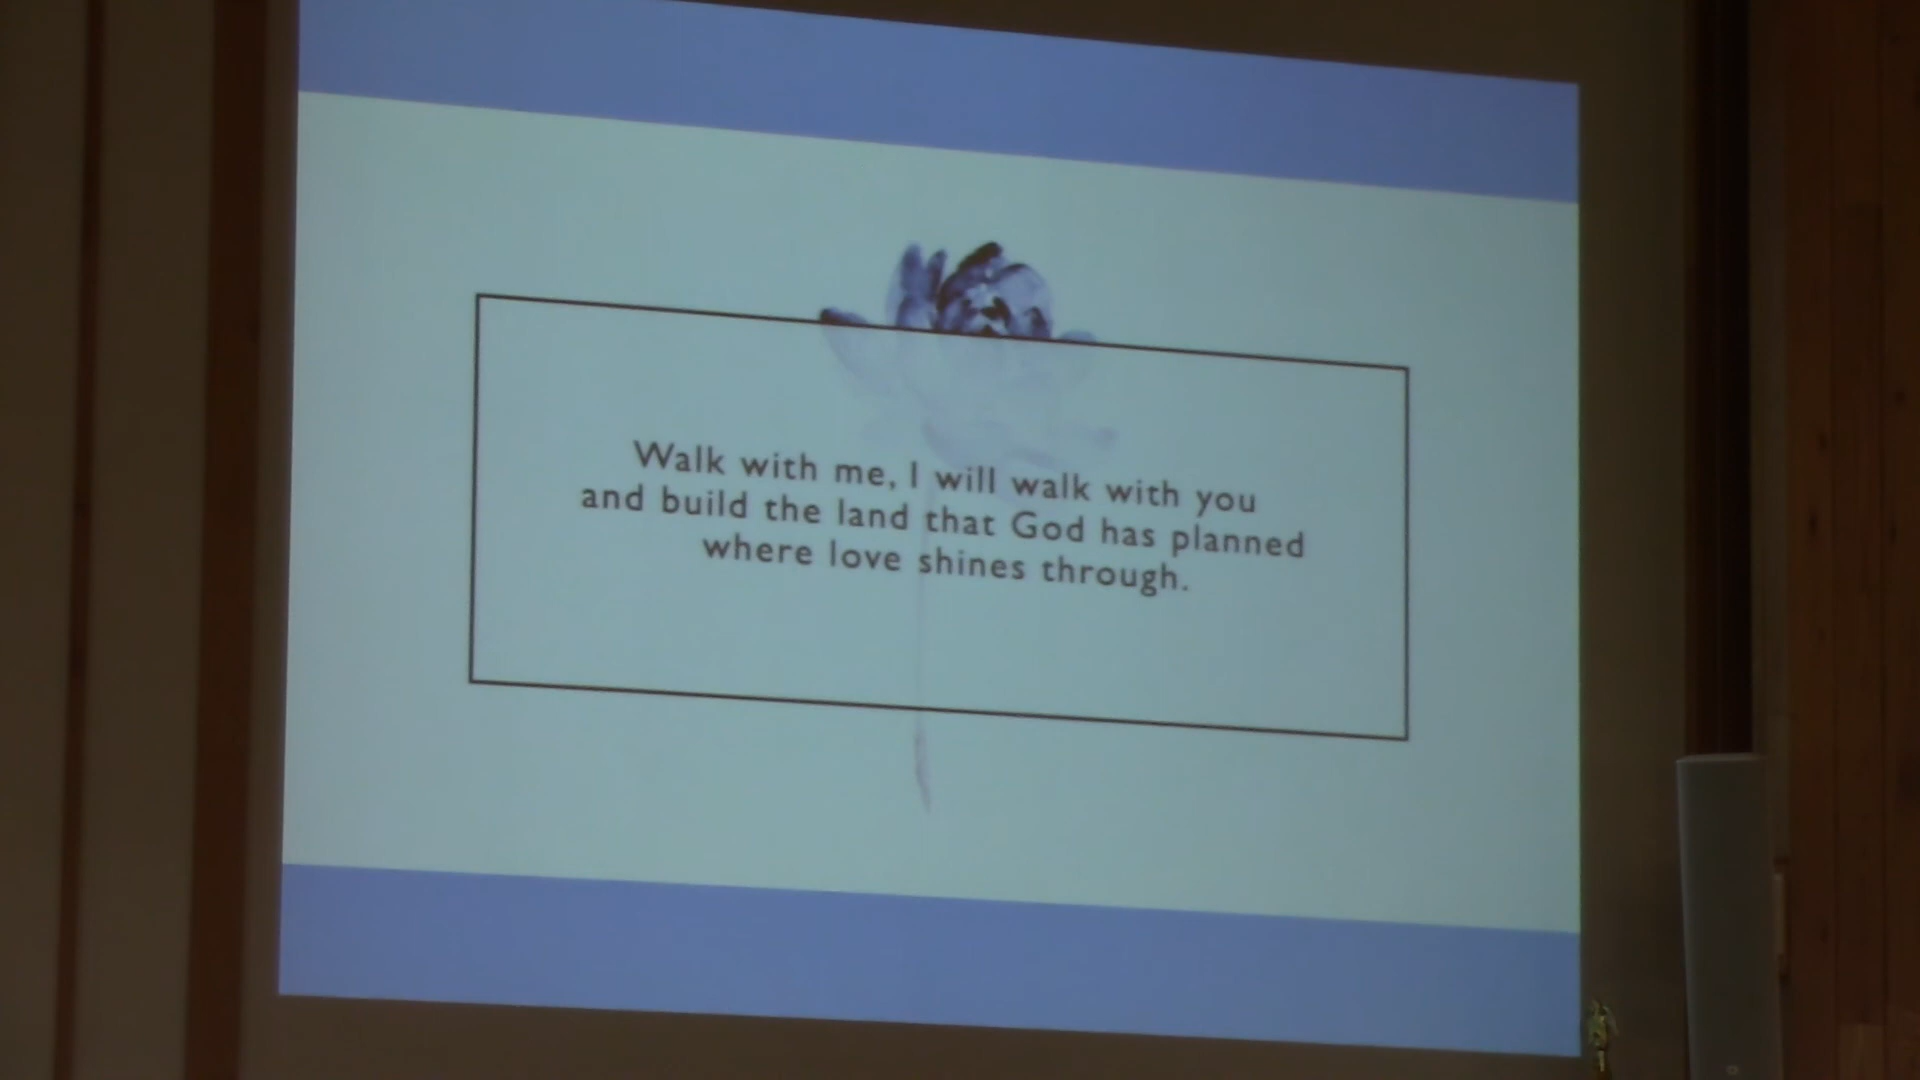 Walk with me, I will walk with you
and build the land that God has planned
where love shines through.